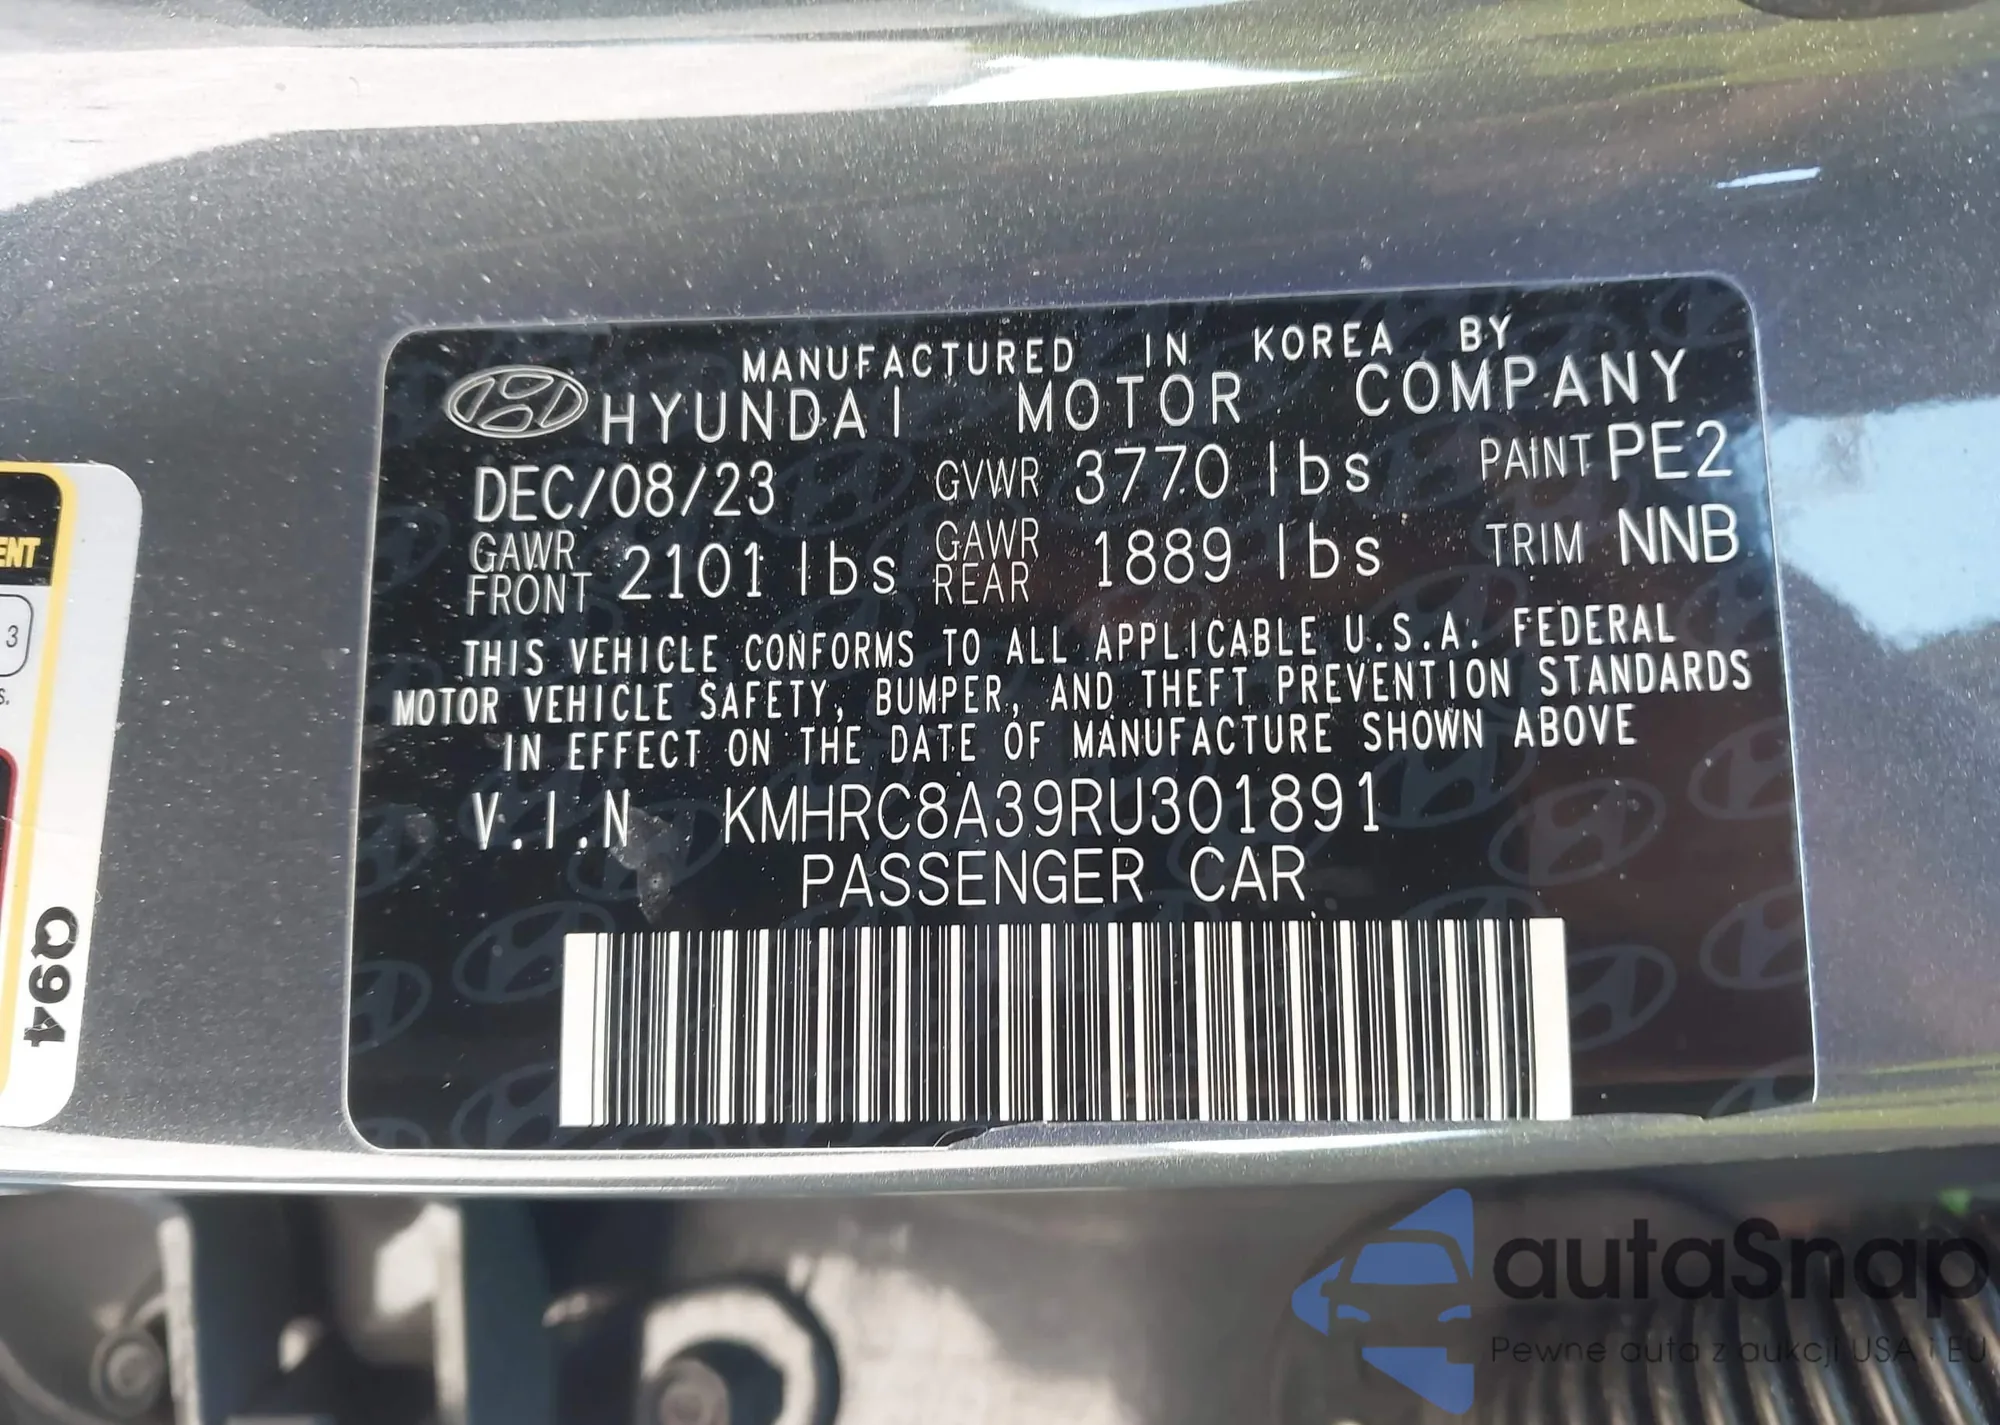 MANUFACTURED IN KOREA BY
HYUNDAI MOTOR COMPANY
DEC/08/23 GVWR 3770 lbs PAINT PE2
GAWR FRONT 2101 lbs GAWR REAR 1889 lbs TRIM NNB
THIS VEHICLE CONFORMS TO ALL APPLICABLE U.S.A. FEDERAL
MOTOR VEHICLE SAFETY, BUMPER, AND THEFT PREVENTION STANDARDS
IN EFFECT ON THE DATE OF MANUFACTURE SHOWN ABOVE
V.I.N KMHRC8A39RU301891
PASSENGER CAR
3
Q94
autoSnap
Pewne auta z aukcji USA i EU